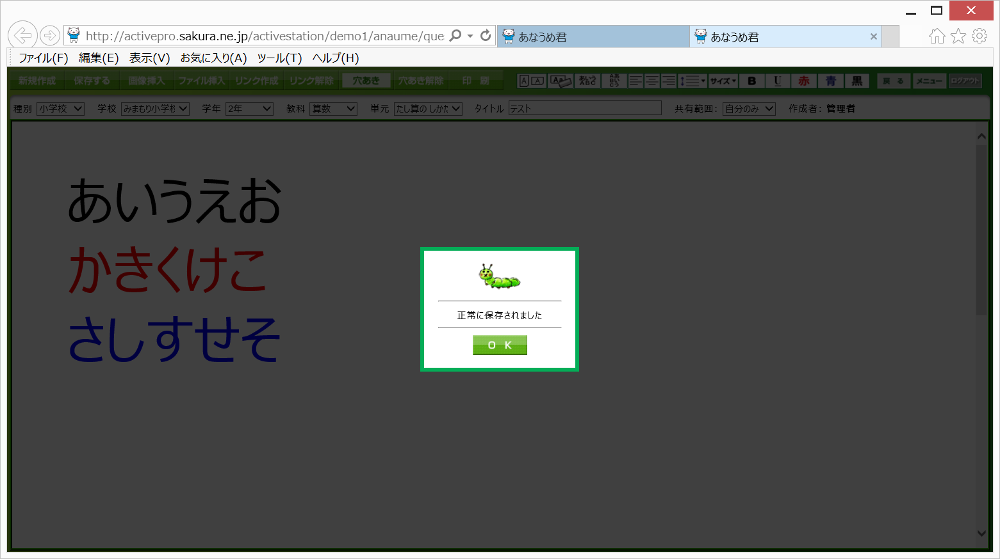 http://activepro.sakura.ne.jp/activestation/demo1/anaume/que
あなうめ君
あなうめ君
ファイル(F) 編集(E) 表示(V) お気に入り(A) ツール(T) ヘルプ(H)
新規作成 保存する 画像挿入 ファイル挿入 リンク作成 リンク解除 穴あき 穴あき解除 印 刷 サイズ B U 赤 青 黒 戻 る メニュー ログアウト
種別 小学校 学校 みまもり小学校 学年 2年 教科 算数 単元 たし算のしかた タイトル テスト 共有範囲: 自分のみ 作成者: 管理者
あいうえお
かきくけこ
さしすせそ
正常に保存されました
OK